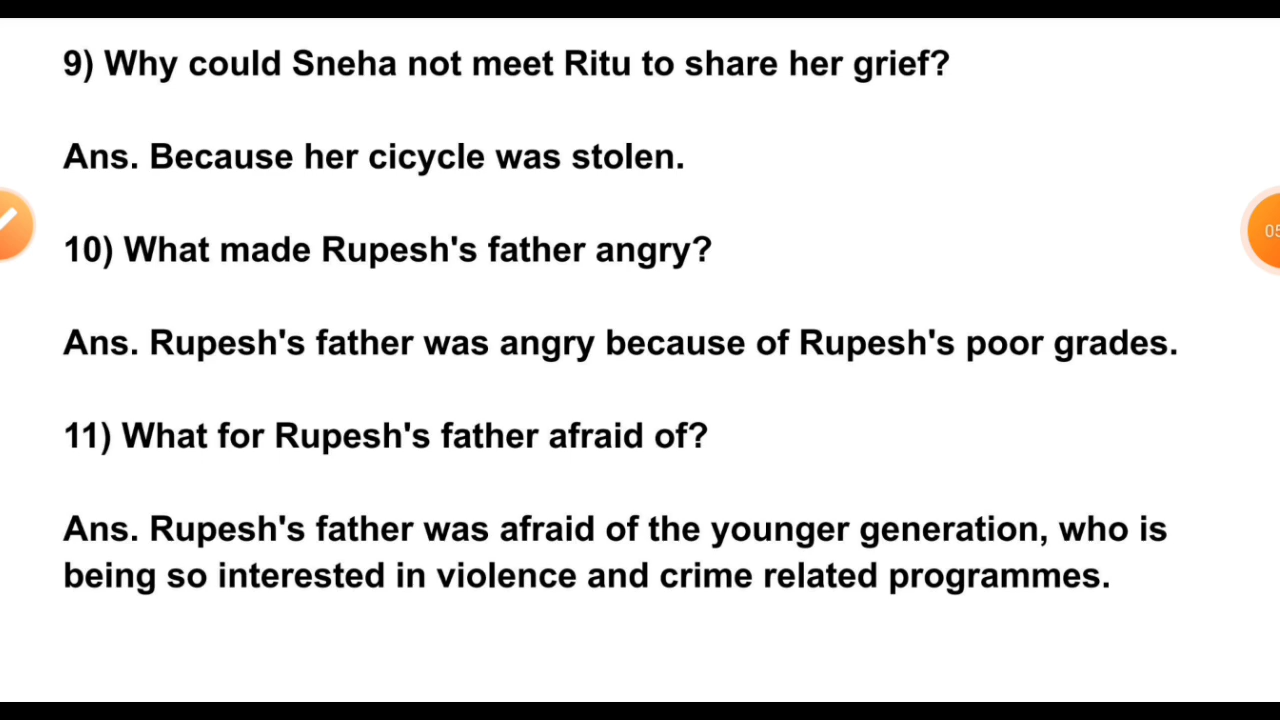 9) Why could Sneha not meet Ritu to share her grief?
Ans. Because her cicycle was stolen.
10) What made Rupesh's father angry?
05
Ans. Rupesh's father was angry because of Rupesh's poor grades.
11) What for Rupesh's father afraid of?
Ans. Rupesh's father was afraid of the younger generation, who is
being so interested in violence and crime related programmes.